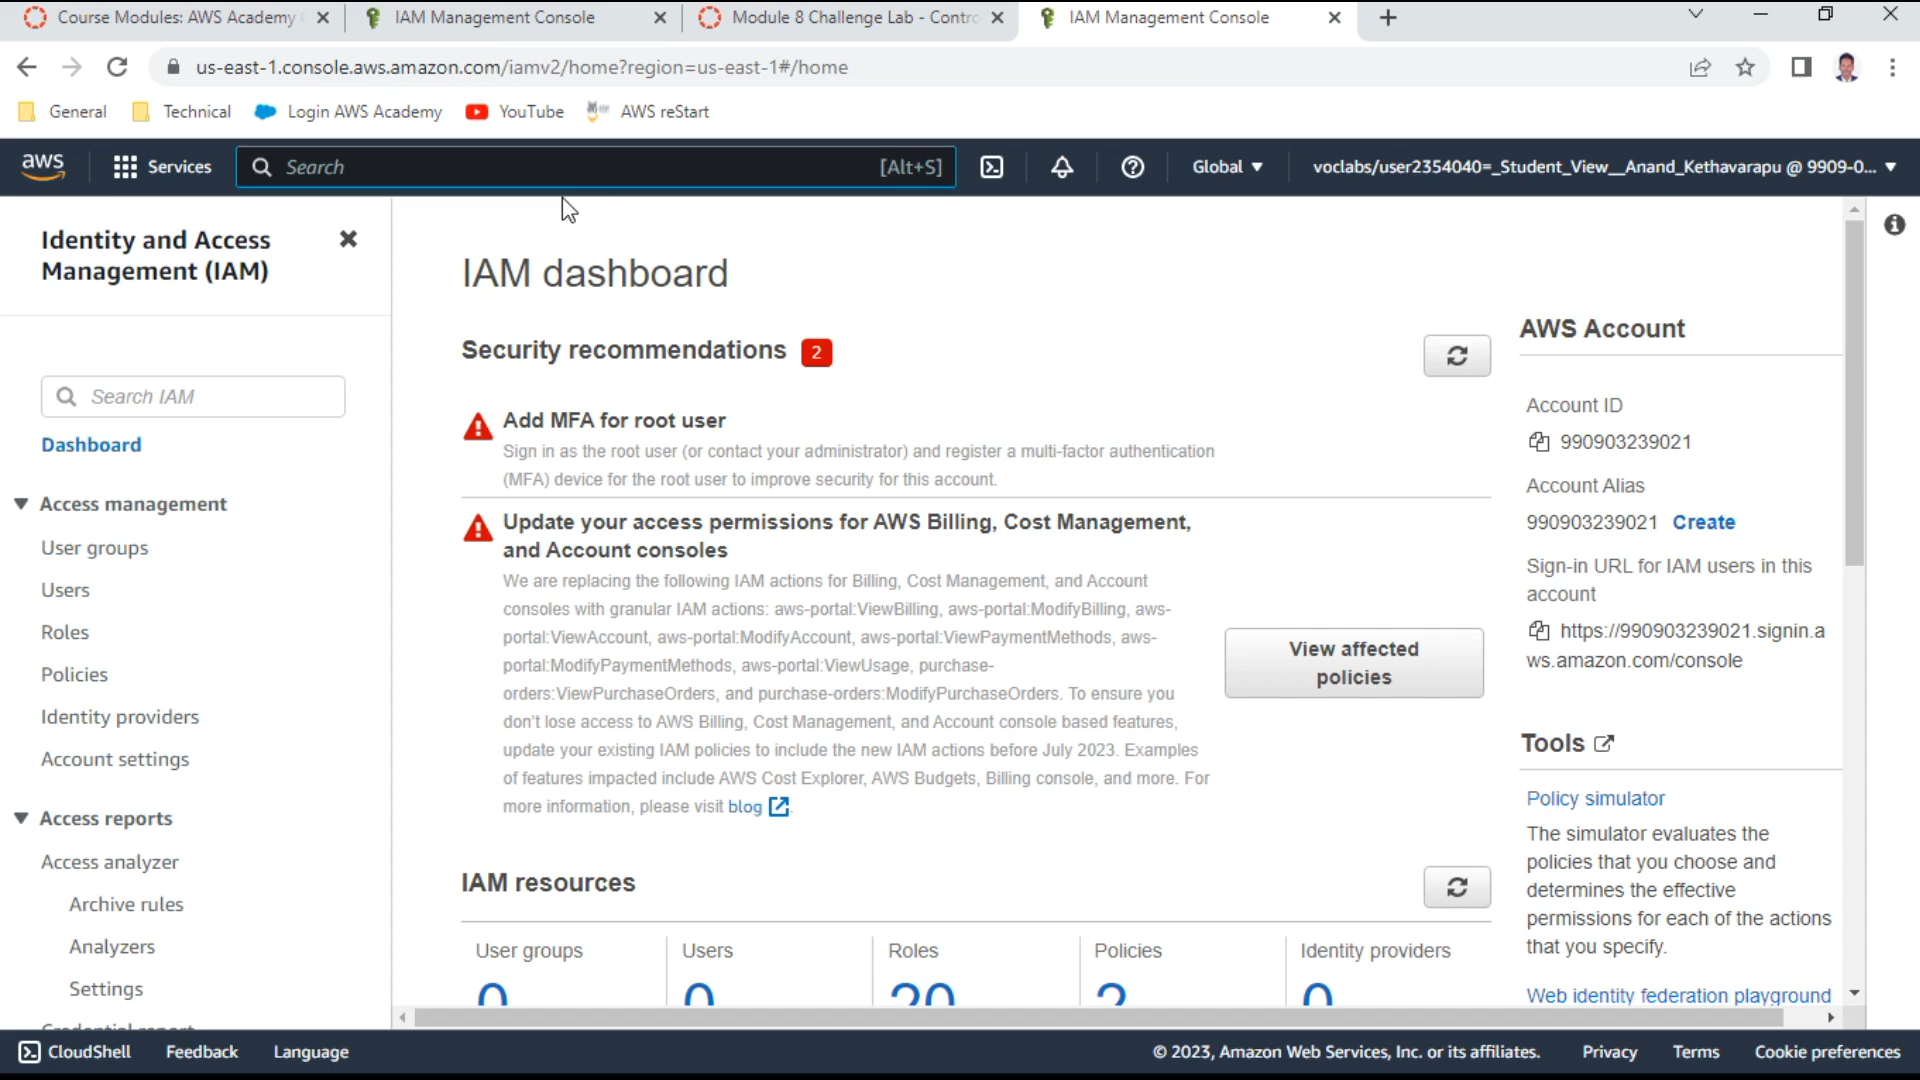 Course Modules: AWS Academy
IAM Management Console
Module 8 Challenge Lab - Contro
IAM Management Console
us-east-1.console.aws.amazon.com/iamv2/home?region=us-east-1#/home
General
Technical
Login AWS Academy
YouTube
AWS reStart
aws
Services
Search
[Alt+S]
Global
voclabs/user2354040=_Student_View__Anand_Kethavarapu @ 9909-0...
Identity and Access
Management (IAM)
Search IAM
Dashboard
Access management
User groups
Users
Roles
Policies
Identity providers
Account settings
Access reports
Access analyzer
Archive rules
Analyzers
Settings
Credential report
IAM dashboard
Security recommendations 2
Add MFA for root user
Sign in as the root user (or contact your administrator) and register a multi-factor authentication
(MFA) device for the root user to improve security for this account.
Update your access permissions for AWS Billing, Cost Management,
and Account consoles
We are replacing the following IAM actions for Billing, Cost Management, and Account
consoles with granular IAM actions: aws-portal:ViewBilling, aws-portal:ModifyBilling, aws-
portal:ViewAccount, aws-portal:ModifyAccount, aws-portal:ViewPaymentMethods, aws-
portal:ModifyPaymentMethods, aws-portal:ViewUsage, purchase-
orders:ViewPurchaseOrders, and purchase-orders:ModifyPurchaseOrders. To ensure you
don't lose access to AWS Billing, Cost Management, and Account console based features,
update your existing IAM policies to include the new IAM actions before July 2023. Examples
of features impacted include AWS Cost Explorer, AWS Budgets, Billing console, and more. For
more information, please visit blog .
View affected
policies
IAM resources
User groups
Users
Roles
Policies
Identity providers
0
0
20
2
0
AWS Account
Account ID
990903239021
Account Alias
990903239021 Create
Sign-in URL for IAM users in this
account
https://990903239021.signin.a
ws.amazon.com/console
Tools
Policy simulator
The simulator evaluates the
policies that you choose and
determines the effective
permissions for each of the actions
that you specify.
Web identity federation playground
CloudShell
Feedback
Language
© 2023, Amazon Web Services, Inc. or its affiliates.
Privacy
Terms
Cookie preferences